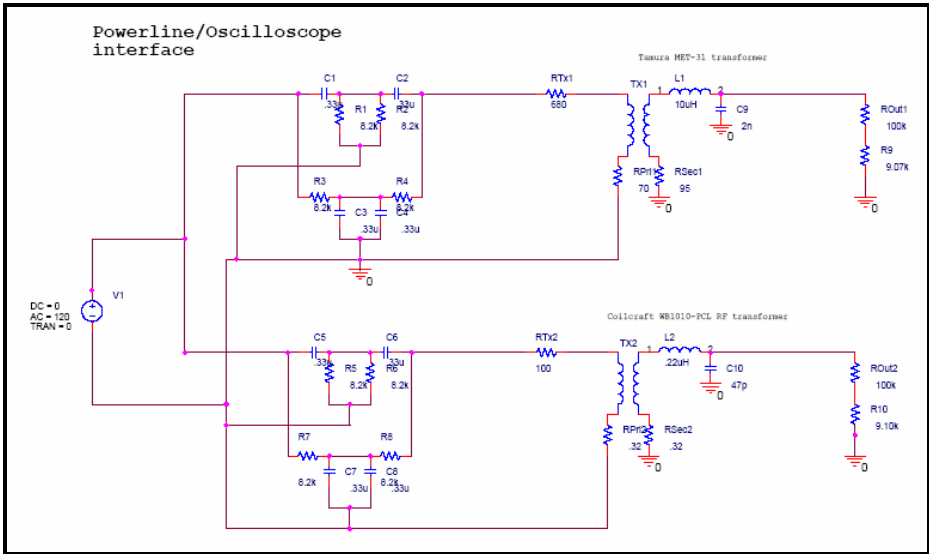 Powerline/Oscilloscope
interface
Tamura MET-31 transformer
C1
.33u
C2
.33u
R1
8.2k
R2
8.2k
R3
8.2k
R4
8.2k
C3
.33u
C4
.33u
0
RTx1
680
TX1
1
L1
10uH
2
C9
2n
0
ROut1
100k
R9
9.07k
0
RPri1
70
RSec1
95
0
V1
DC = 0
AC = 120
TRAN = 0
Coilcraft WB1010-PCL RF transformer
C5
.33u
C6
.33u
R5
8.2k
R6
8.2k
R7
8.2k
R8
8.2k
C7
.33u
C8
.33u
RTx2
100
TX2
1
L2
.22uH
2
C10
47p
0
ROut2
100k
R10
9.10k
0
RPri2
.32
RSec2
.32
0